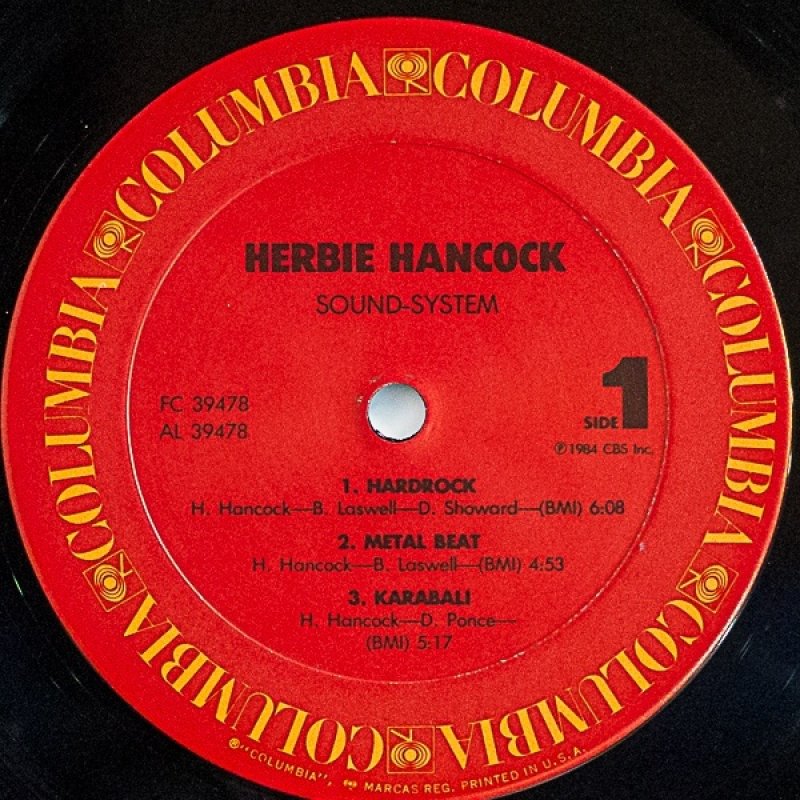 COLUMBIA
COLUMBIA
COLUMBIA
COLUMBIA
COLUMBIA
COLUMBIA
HERBIE HANCOCK
SOUND-SYSTEM
FC 39478
AL 39478
SIDE 1
℗1984 CBS Inc.
1. HARDROCK
H. Hancock—B. Laswell—D. Showard—(BMI) 6:08
2. METAL BEAT
H. Hancock—B. Laswell—(BMI) 4:53
3. KARABALI
H. Hancock—D. Ponce—
(BMI) 5:17
® "COLUMBIA", MARCAS REG. PRINTED IN U.S.A.